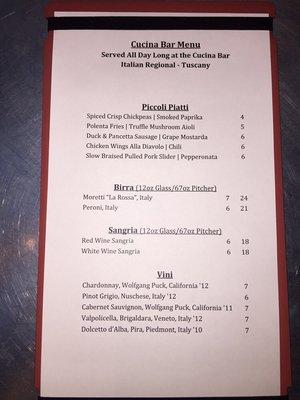 Cucina Bar Menu
Served All Day Long at the Cucina Bar
Italian Regional - Tuscany
Piccoli Piatti
Spiced Crisp Chickpeas | Smoked Paprika 4
Polenta Fries | Truffle Mushroom Aioli 5
Duck & Pancetta Sausage | Grape Mostarda 6
Chicken Wings Alla Diavolo | Chili 6
Slow Braised Pulled Pork Slider | Pepperonata 6
Birra (12oz Glass/67oz Pitcher)
Moretti "La Rossa", Italy 7 24
Peroni, Italy 6 21
Sangria (12oz Glass/67oz Pitcher)
Red Wine Sangria 6 18
White Wine Sangria 6 18
Vini
Chardonnay, Wolfgang Puck, California '12 7
Pinot Grigio, Nuschese, Italy '12 6
Cabernet Sauvignon, Wolfgang Puck, California '11 7
Valpolicella, Brigaldara, Veneto, Italy '12 7
Dolcetto d'Alba, Pira, Piedmont, Italy '10 7